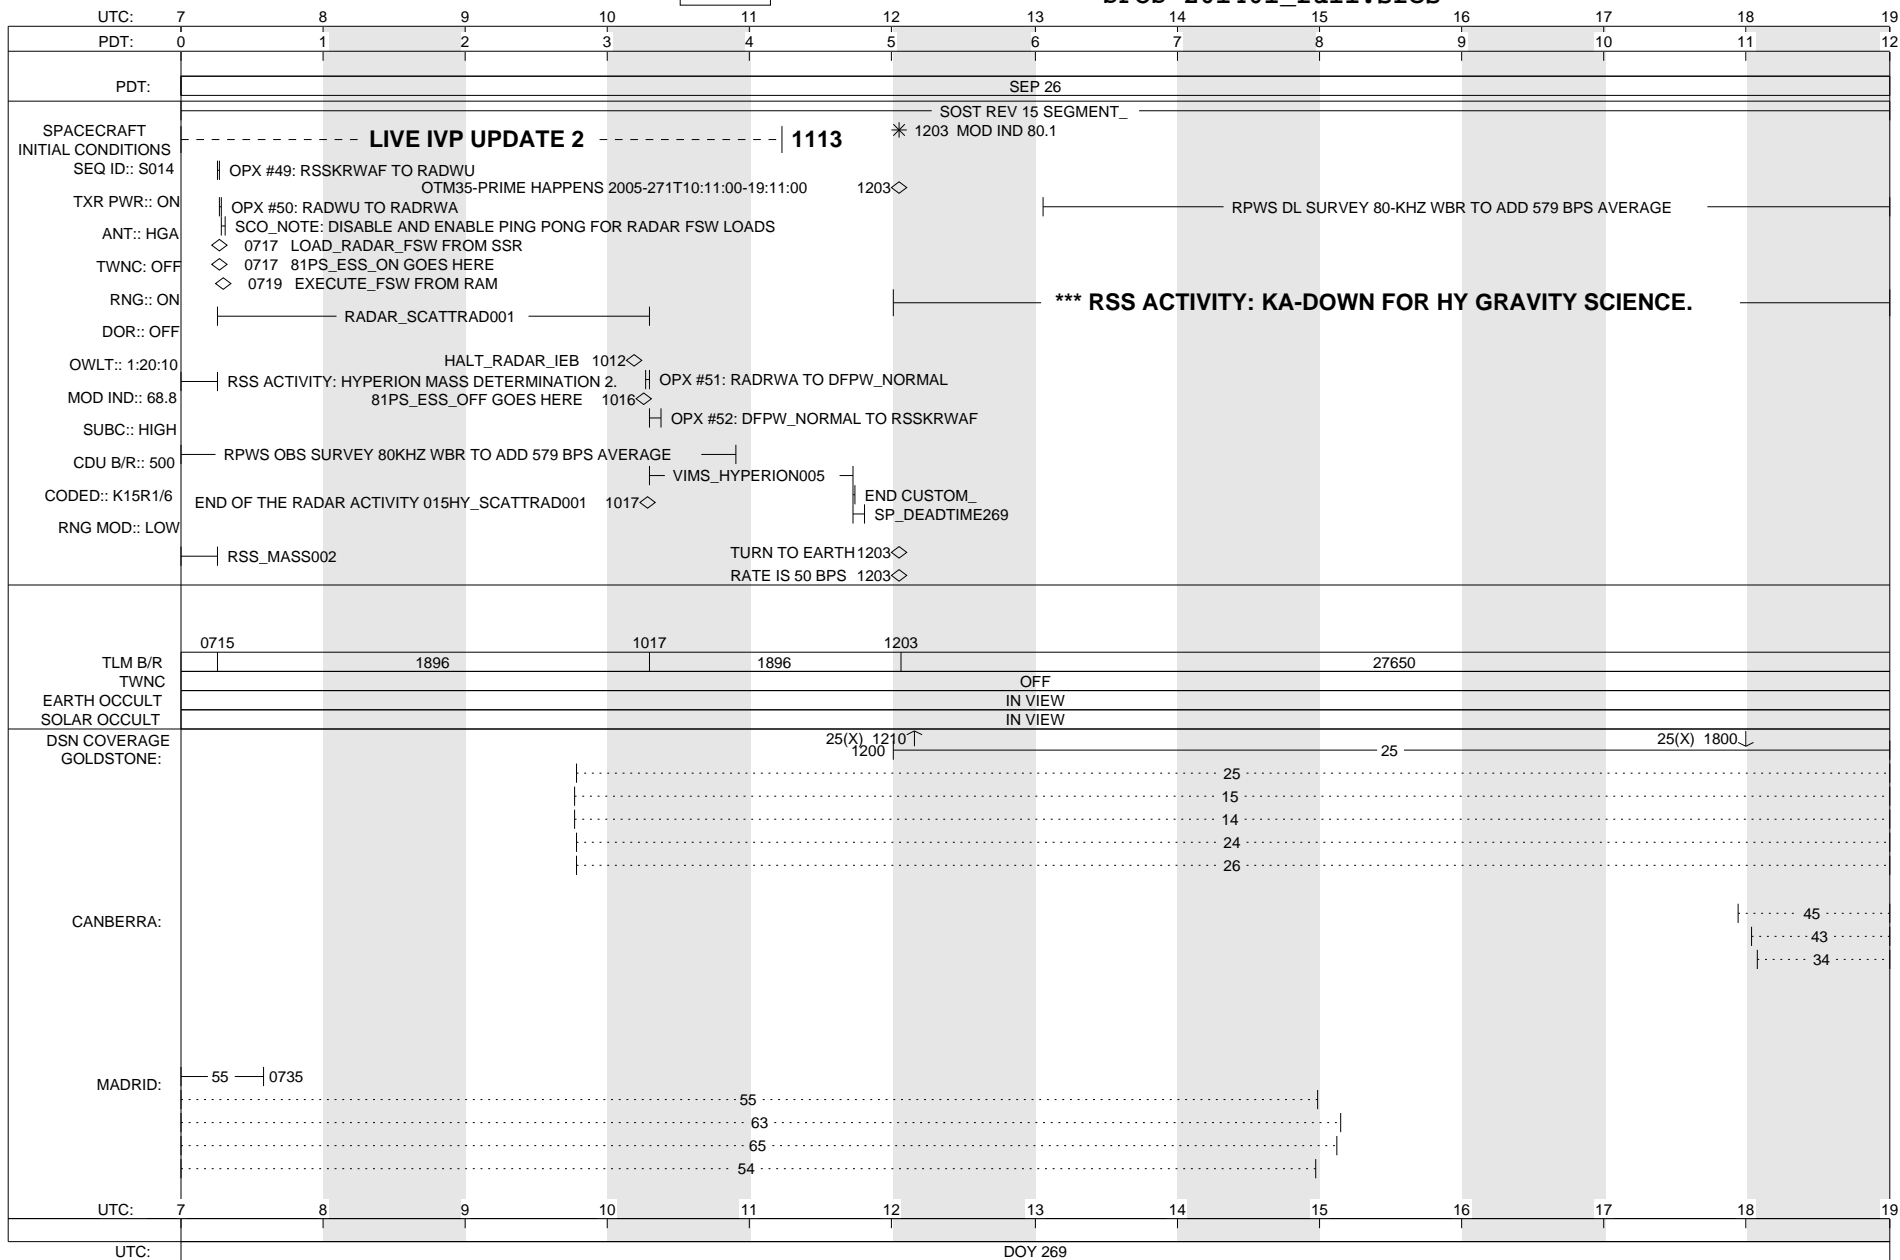 UTC: 7 8 9 10 11 12 13 14 15 16 17 18 19
PDT: 0 1 2 3 4 5 6 7 8 9 10 11 12
PDT: SEP 26
SOST REV 15 SEGMENT_
SPACECRAFT
INITIAL CONDITIONS
LIVE IVP UPDATE 2 1113
1203 MOD IND 80.1
SEQ ID:: S014
OPX #49: RSSKRWAF TO RADWU
OTM35-PRIME HAPPENS 2005-271T10:11:00-19:11:00 1203
TXR PWR:: ON
OPX #50: RADWU TO RADRWA
RPWS DL SURVEY 80-KHZ WBR TO ADD 579 BPS AVERAGE
SCO_NOTE: DISABLE AND ENABLE PING PONG FOR RADAR FSW LOADS
ANT:: HGA
0717 LOAD_RADAR_FSW FROM SSR
TWNC: OFF
0717 81PS_ESS_ON GOES HERE
0719 EXECUTE_FSW FROM RAM
RNG:: ON
*** RSS ACTIVITY: KA-DOWN FOR HY GRAVITY SCIENCE.
RADAR_SCATTRAD001
DOR:: OFF
OWLT:: 1:20:10
HALT_RADAR_IEB 1012
RSS ACTIVITY: HYPERION MASS DETERMINATION 2.
OPX #51: RADRWA TO DFPW_NORMAL
MOD IND:: 68.8
81PS_ESS_OFF GOES HERE 1016
OPX #52: DFPW_NORMAL TO RSSKRWAF
SUBC:: HIGH
RPWS OBS SURVEY 80KHZ WBR TO ADD 579 BPS AVERAGE
CDU B/R:: 500
VIMS_HYPERION005
CODED:: K15R1/6
END OF THE RADAR ACTIVITY 015HY_SCATTRAD001 1017
END CUSTOM_
SP_DEADTIME269
RNG MOD:: LOW
RSS_MASS002
TURN TO EARTH 1203
RATE IS 50 BPS 1203
0715 1017 1203
TLM B/R 1896 1896 27650
TWNC OFF
EARTH OCCULT IN VIEW
SOLAR OCCULT IN VIEW
DSN COVERAGE
GOLDSTONE:
25(X) 1210 25(X) 1800
1200 25
25
15
14
24
26
CANBERRA:
45
43
34
MADRID:
55 0735
55
63
65
54
UTC: 7 8 9 10 11 12 13 14 15 16 17 18 19
UTC: DOY 269